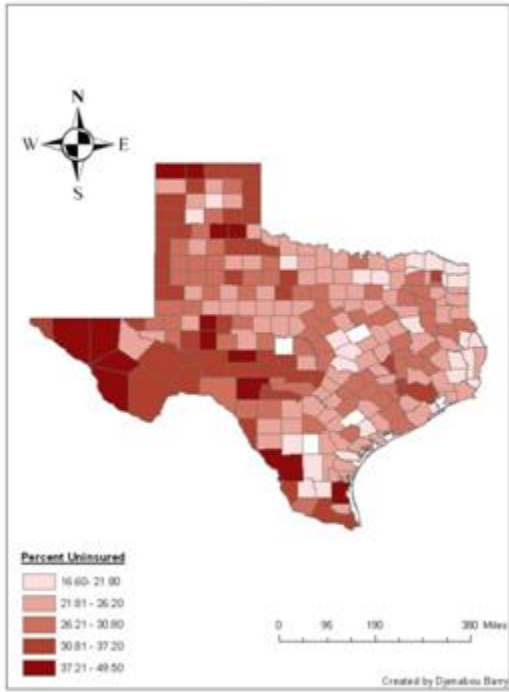 N
W E
S
Percent Uninsured
16.60- 21.80
21.81 - 26.20
26.21 - 30.80
30.81 - 37.20
37.21 - 49.50
0 95 190 380 Miles
Created by Djenabou Barry